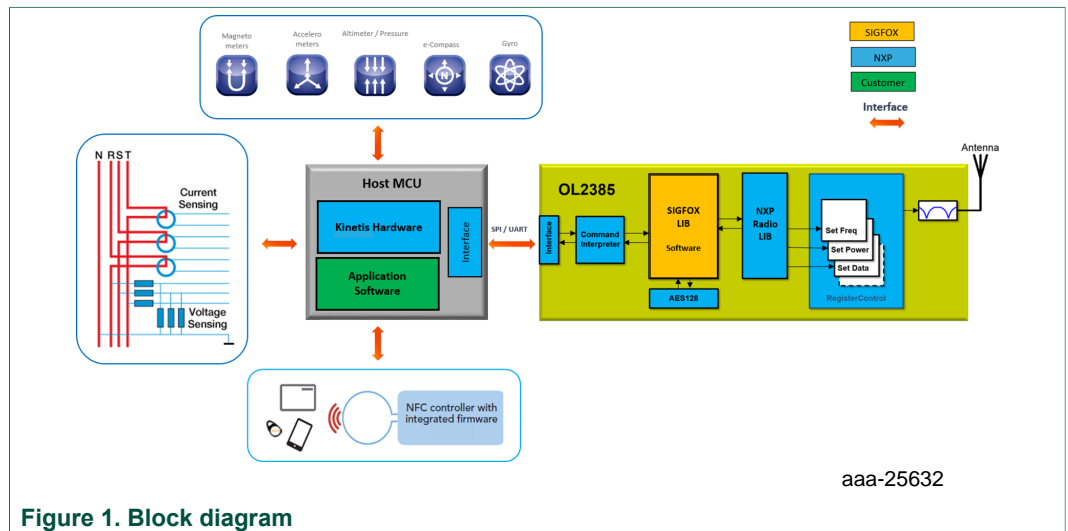 Magneto
meters
Accelero
meters
Altimeter / Pressure
e-Compass
Gyro
N
SIGFOX
NXP
Customer
Interface
N R S T
Current
Sensing
Voltage
Sensing
Host MCU
Kinetis Hardware
Application
Software
Interface
SPI / UART
OL2385
Interface
Command
Interpreter
SIGFOX
LIB
Software
AES128
NXP
Radio
LIB
Set Freq
Set Power
Set Data
RegisterControl
Antenna
NFC controller with
integrated firmware
aaa-25632
Figure 1. Block diagram